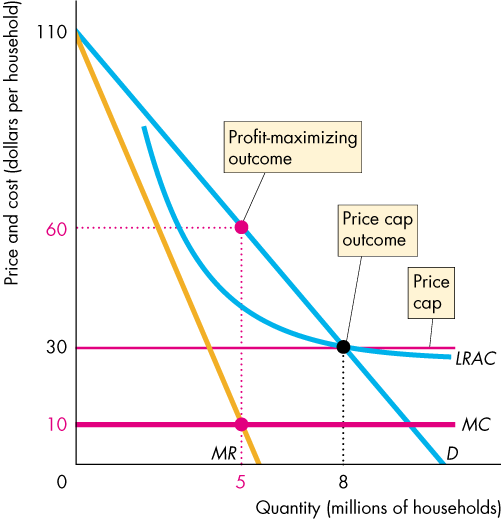 Price and cost (dollars per household)
110
Profit-maximizing
outcome
60
Price cap
outcome
Price
cap
30
LRAC
10
MC
MR
D
0
5
8
Quantity (millions of households)